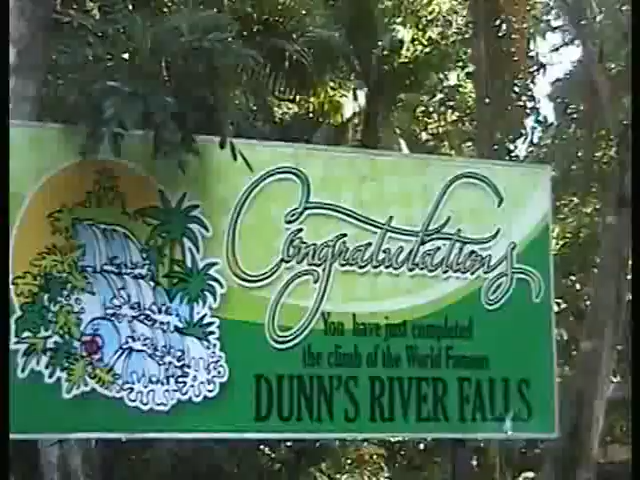 Congratulations
You have just completed
the climb of the World Famous
DUNN'S RIVER FALLS